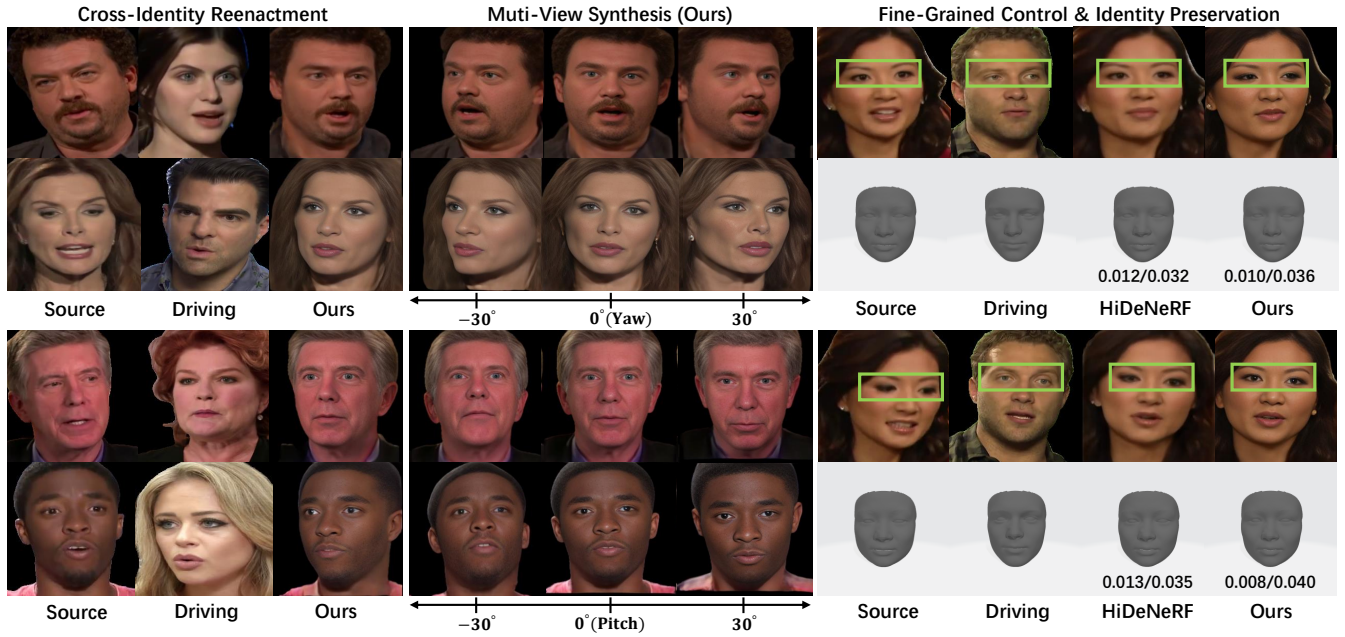 Cross-Identity Reenactment
Muti-View Synthesis (Ours)
Fine-Grained Control & Identity Preservation
0.012/0.032
0.010/0.036
Source
Driving
Ours
−30°
0°(Yaw)
30°
Source
Driving
HiDeNeRF
Ours
0.013/0.035
0.008/0.040
Source
Driving
Ours
−30°
0°(Pitch)
30°
Source
Driving
HiDeNeRF
Ours